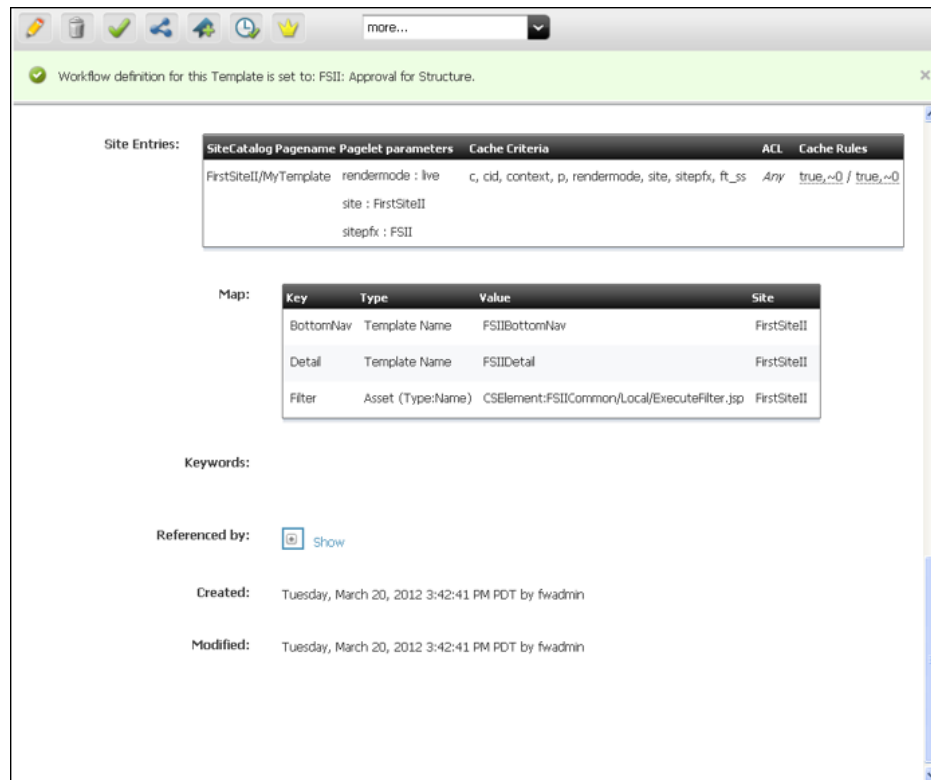 more...
Workflow definition for this Template is set to: FSII: Approval for Structure.
Site Entries:
SiteCatalog Pagename Pagelet parameters Cache Criteria ACL Cache Rules
FirstSiteII/MyTemplate rendermode : live c, cid, context, p, rendermode, site, sitepfx, ft_ss Any true,~0 / true,~0
site : FirstSiteII
sitepfx : FSII
Map:
Key Type Value Site
BottomNav Template Name FSIIBottomNav FirstSiteII
Detail Template Name FSIIDetail FirstSiteII
Filter Asset (Type:Name) CSElement:FSIICommon/Local/ExecuteFilter.jsp FirstSiteII
Keywords:
Referenced by: Show
Created: Tuesday, March 20, 2012 3:42:41 PM PDT by fwadmin
Modified: Tuesday, March 20, 2012 3:42:41 PM PDT by fwadmin